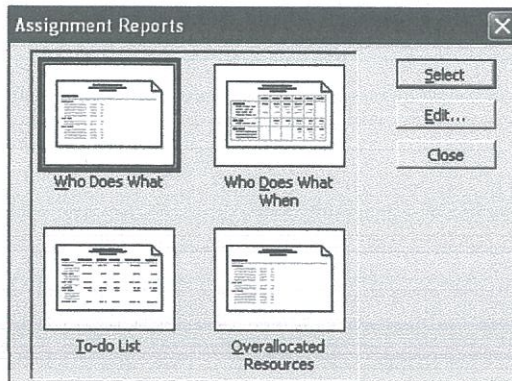 Assignment Reports
Select
Edit...
Close
Who Does What
Who Does What
When
To-do List
Overallocated
Resources